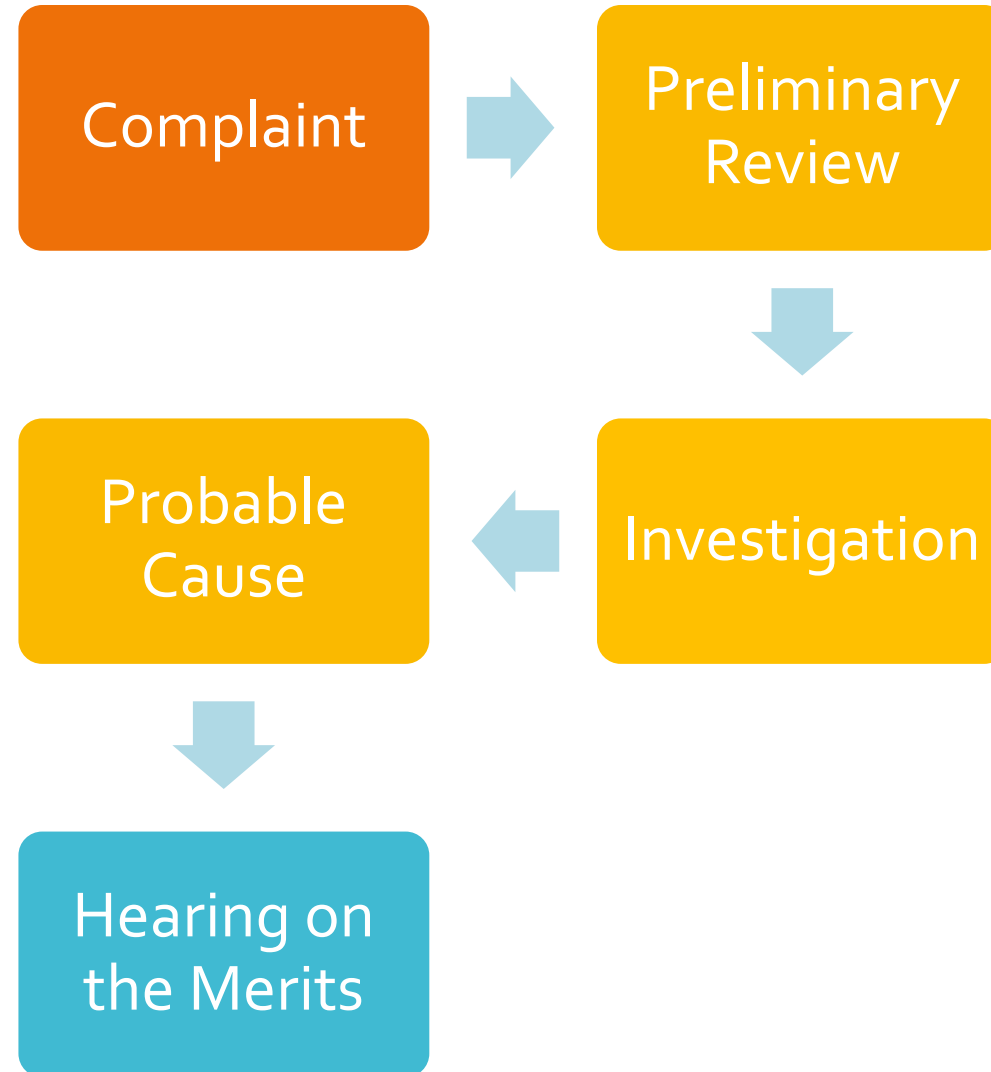 Complaint
Preliminary
Review
Investigation
Probable
Cause
Hearing on
the Merits